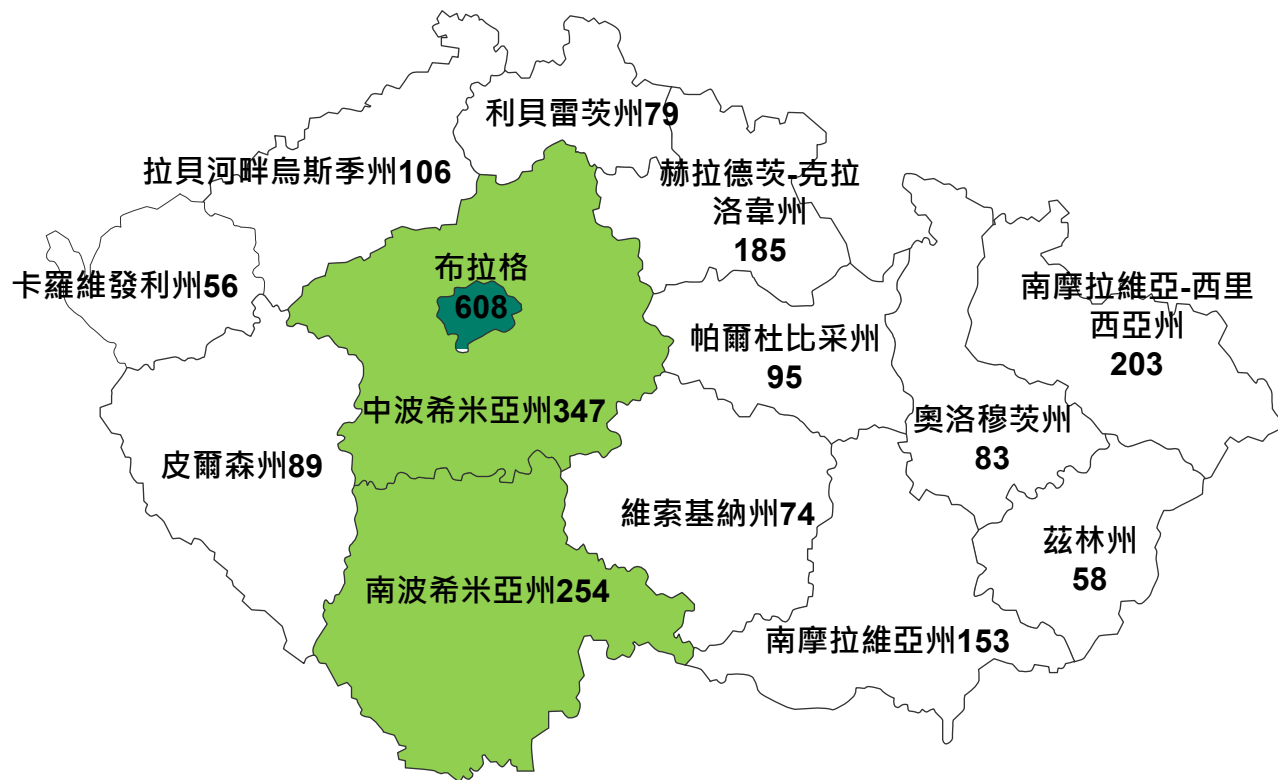 利貝雷茨州79
拉貝河畔烏斯季州106
赫拉德茨-克拉
洛韋州
185
布拉格
608
卡羅維發利州56
南摩拉維亞-西里
西亞州
203
帕爾杜比采州
95
中波希米亞州347
奧洛穆茨州
83
皮爾森州89
維索基納州74
茲林州
58
南波希米亞州254
南摩拉維亞州153